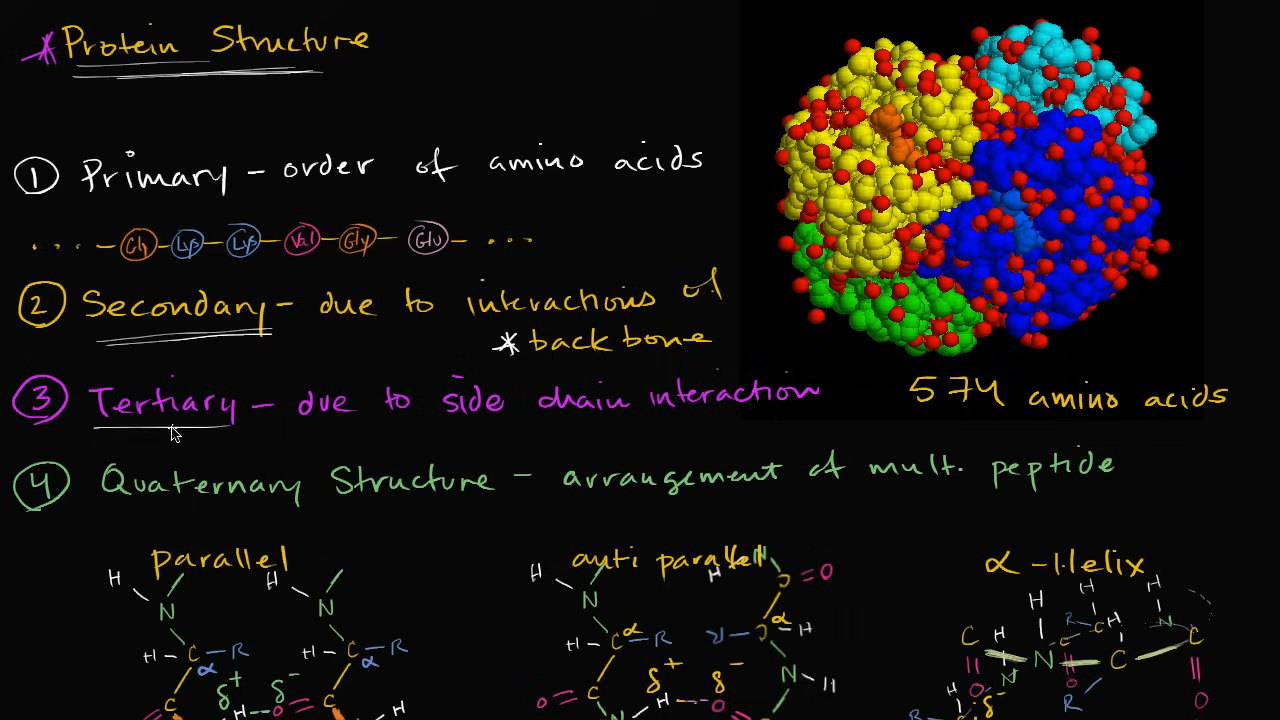 Protein Structure
① Primary - order of amino acids
.... - Gly - Lys - Lys - Val - Gly - Glu - ...
② Secondary - due to interactions of
* back bone
③ Tertiary - due to side chain interaction
574 amino acids
④ Quaternary Structure - arrangement of mult. peptide
parallel
anti parallel
α-Helix
H H H N C O H H H N
N N N H C α R R C α H C H N R C C H C N C
H C R H C R N H O O O
α α δ+ δ- H C R δ-
δ+ δ- C H O C R O
C H O C H N